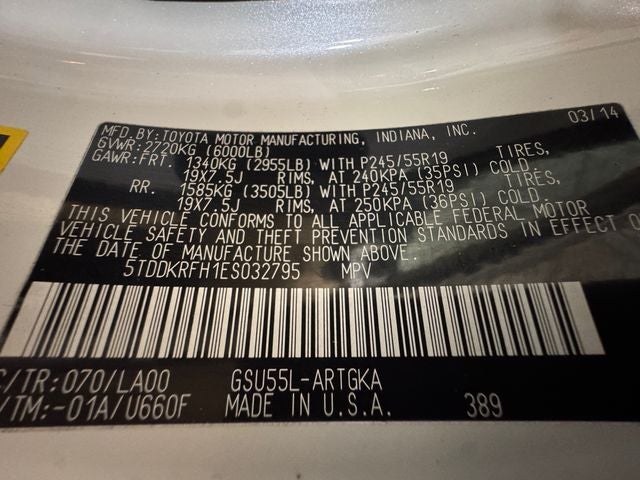 MFD.BY:TOYOTA MOTOR MANUFACTURING, INDIANA, INC. 03/14
GVWR:2720KG (6000LB)
GAWR:FRT 1340KG (2955LB) WITH P245/55R19 TIRES,
19X7.5J RIMS, AT 240KPA (35PSI) COLD.
RR. 1585KG (3505LB) WITH P245/55R19 TIRES,
19X7.5J RIMS, AT 250KPA (36PSI) COLD.
THIS VEHICLE CONFORMS TO ALL APPLICABLE FEDERAL MOTOR
VEHICLE SAFETY AND THEFT PREVENTION STANDARDS IN EFFECT O
THE DATE OF MANUFACTURE SHOWN ABOVE.
5TDDKRFH1ES032795 MPV
C/TR:070/LA00 GSU55L-ARTGKA
/TM:-01A/U660F MADE IN U.S.A. 389